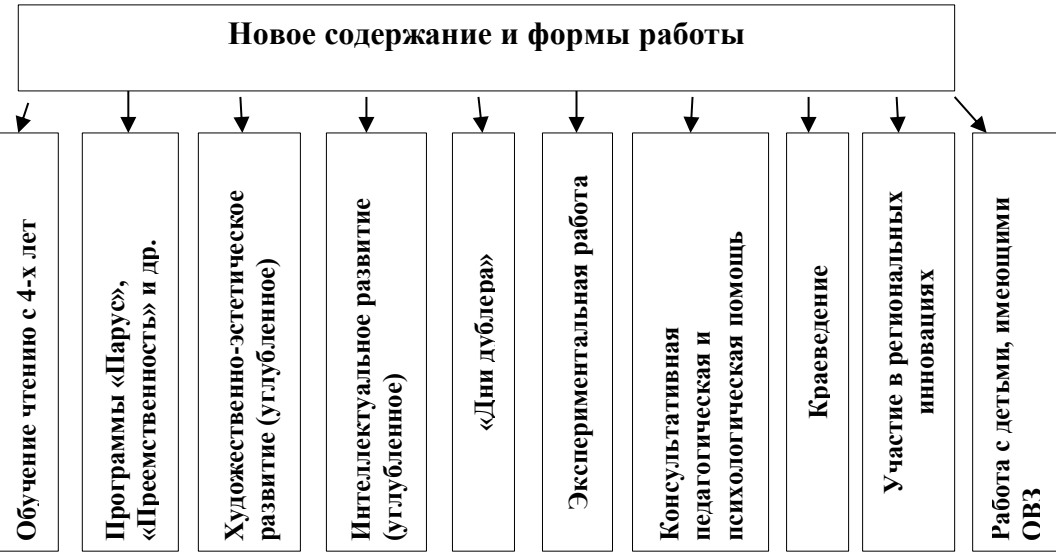 Новое содержание и формы работы
Обучение чтению с 4-х лет
Программы «Парус»,
«Преемственность» и др.
Художественно-эстетическое
развитие (углубленное)
Интеллектуальное развитие
(углубленное)
«Дни дублера»
Экспериментальная работа
Консультативная
педагогическая и
психологическая помощь
Краеведение
Участие в региональных
инновациях
Работа с детьми, имеющими
ОВЗ